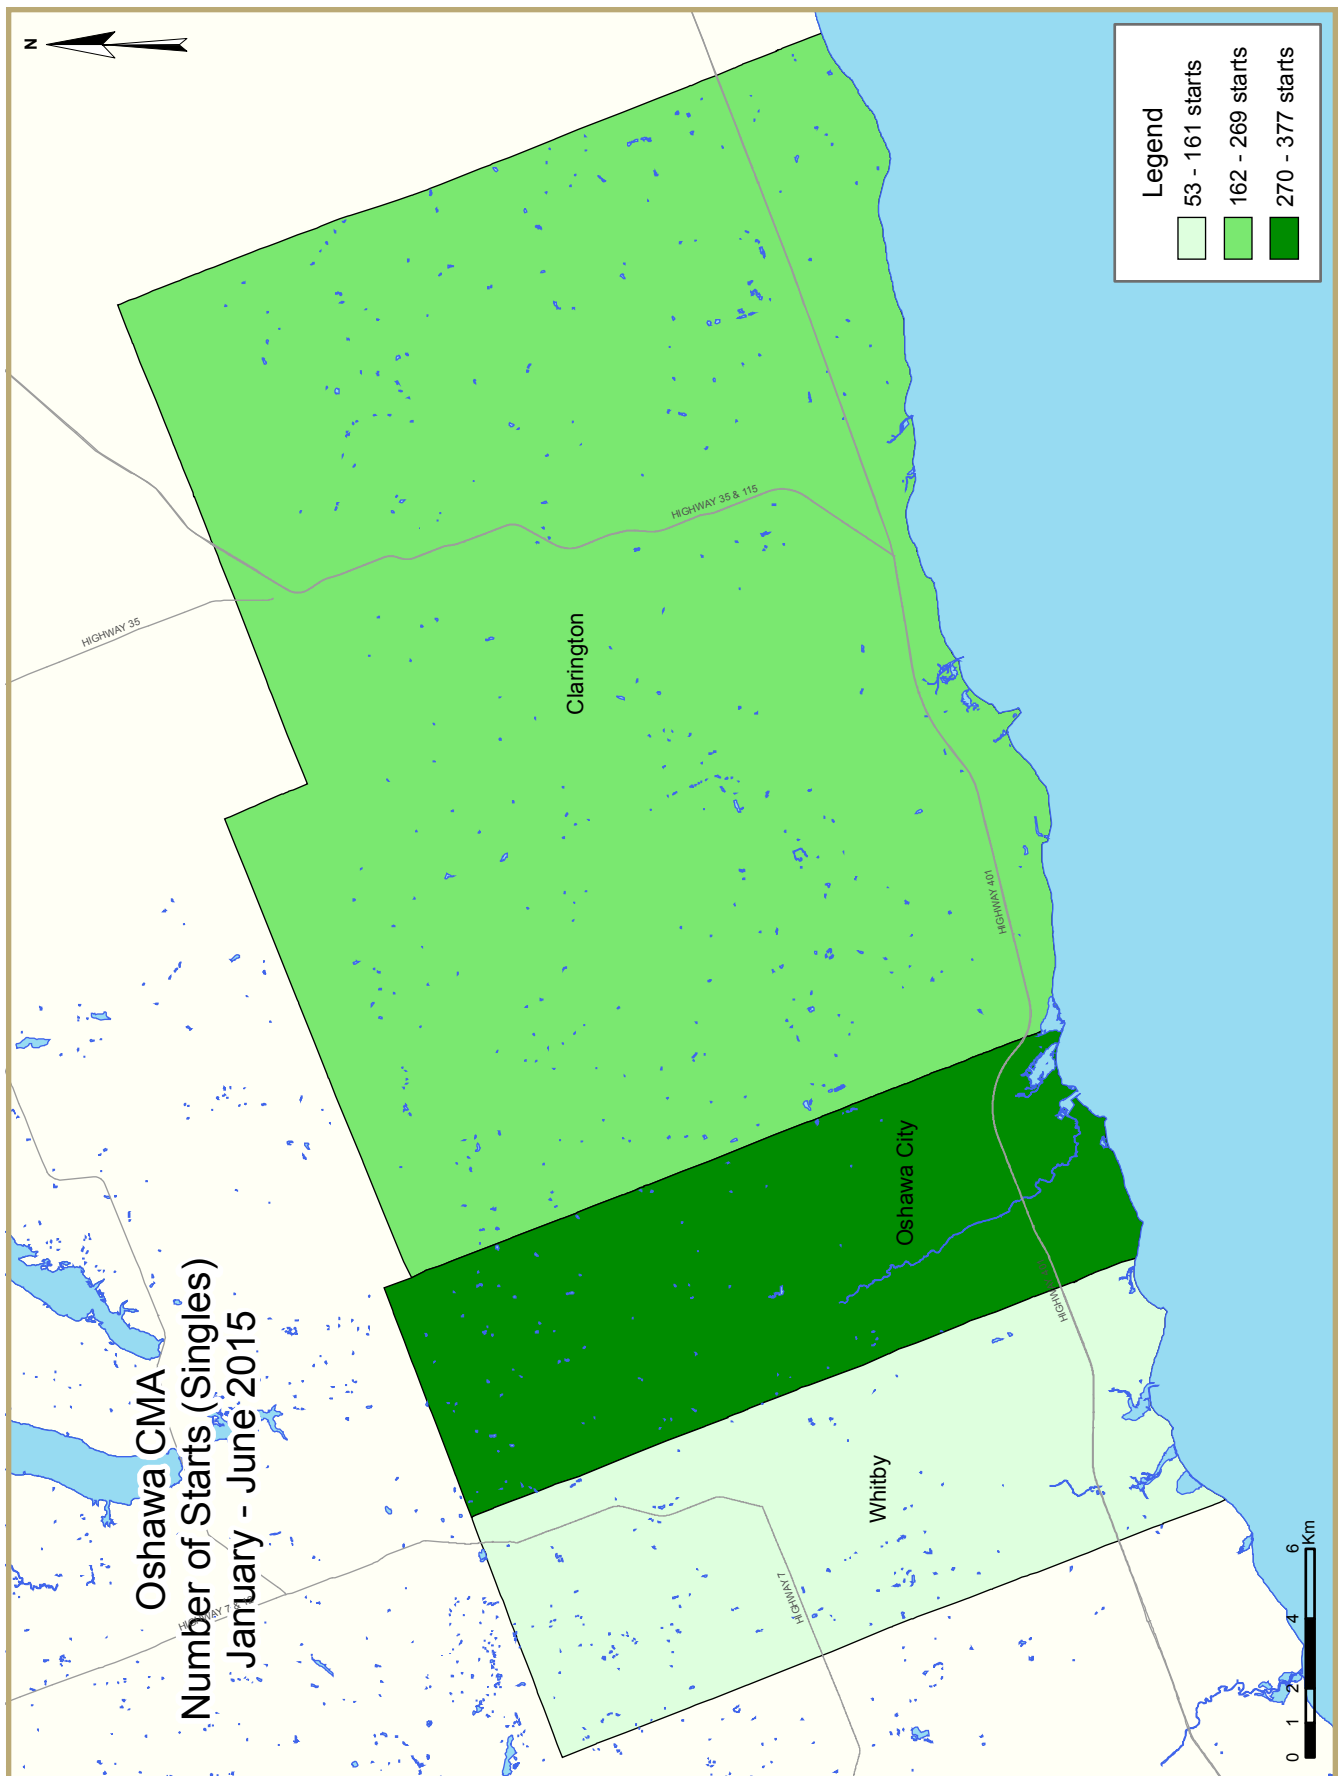 Oshawa CMA
Number of Starts (Singles)
January - June 2015
N
HIGHWAY 35
HIGHWAY 35 & 115
HIGHWAY 401
HIGHWAY 7
Clarington
Oshawa City
Whitby
Legend
53 - 161 starts
162 - 269 starts
270 - 377 starts
0 1 2 4 6
Km